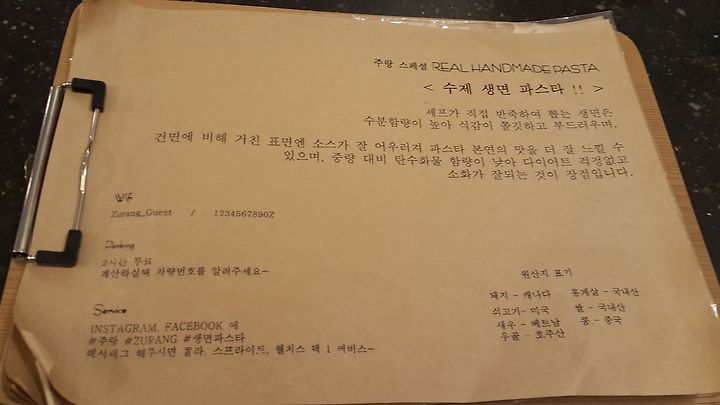 주랑 스페셜 REAL HANDMADE PASTA
< 수제 생면 파스타 !! >
셰프가 직접 반죽하여 뽑는 생면은
수분함량이 높아 식감이 쫄깃하고 부드러우며,
건면에 비해 거친 표면엔 소스가 잘 어우러져 파스타 본연의 맛을 더 잘 느낄 수
있으며, 중량 대비 탄수화물 함량이 낮아 다이어트 걱정없고
소화가 잘되는 것이 장점입니다.
Wifi
Zurang_Guest / 1234567890Z
Parking
2시간 무료
계산하실때 차량번호를 알려주세요~
Service
INSTAGRAM, FACEBOOK 에
#주랑 #ZURANG #생면파스타
해시태그 해주시면 콜라, 스프라이트, 웰치스 택 1 써비스~
원산지 표기
돼지 - 캐나다 홍게살 - 국내산
쇠고기 - 미국 쌀 - 국내산
새우 - 베트남 콩 - 중국
우골 - 호주산